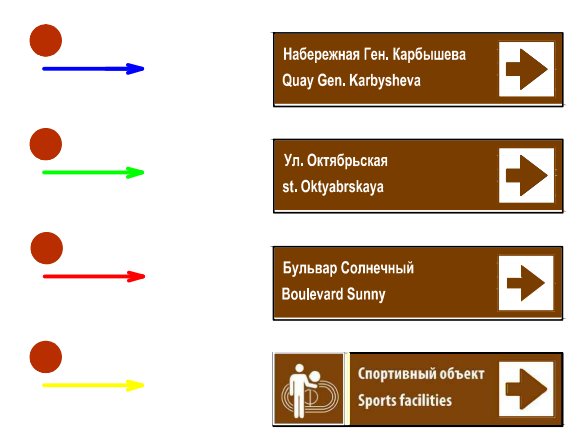 Набережная Ген. Карбышева
Quay Gen. Karbysheva
Ул. Октябрьская
st. Oktyabrskaya
Бульвар Солнечный
Boulevard Sunny
Спортивный объект
Sports facilities